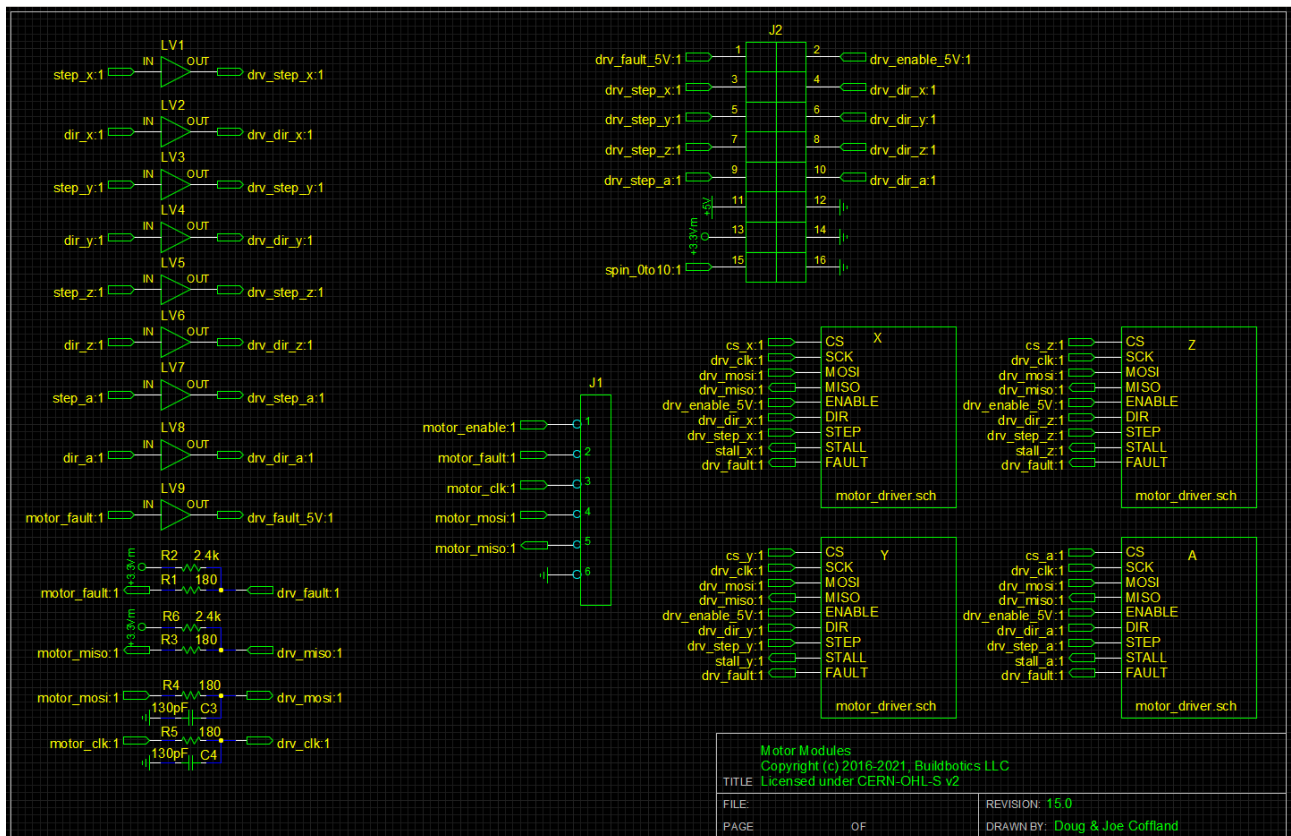 LV1
IN OUT
step_x:1 drv_step_x:1
LV2
IN OUT
dir_x:1 drv_dir_x:1
LV3
IN OUT
step_y:1 drv_step_y:1
LV4
IN OUT
dir_y:1 drv_dir_y:1
LV5
IN OUT
step_z:1 drv_step_z:1
LV6
IN OUT
dir_z:1 drv_dir_z:1
LV7
IN OUT
step_a:1 drv_step_a:1
LV8
IN OUT
dir_a:1 drv_dir_a:1
LV9
IN OUT
motor_fault:1 drv_fault_5V:1
+3.3Vm
R2 2.4k
R1 180
motor_fault:1 drv_fault:1
+3.3Vm
R6 2.4k
R3 180
motor_miso:1 drv_miso:1
R4 180
motor_mosi:1 drv_mosi:1
130pF C3
R5 180
motor_clk:1 drv_clk:1
130pF C4
J2
drv_fault_5V:1 1 2 drv_enable_5V:1
drv_step_x:1 3 4 drv_dir_x:1
drv_step_y:1 5 6 drv_dir_y:1
drv_step_z:1 7 8 drv_dir_z:1
drv_step_a:1 9 10 drv_dir_a:1
+5V 11 12
+3.3Vm 13 14
spin_0to10:1 15 16
J1
motor_enable:1 1
motor_fault:1 2
motor_clk:1 3
motor_mosi:1 4
motor_miso:1 5
6
X
cs_x:1 CS
drv_clk:1 SCK
drv_mosi:1 MOSI
drv_miso:1 MISO
drv_enable_5V:1 ENABLE
drv_dir_x:1 DIR
drv_step_x:1 STEP
stall_x:1 STALL
drv_fault:1 FAULT
motor_driver.sch
Z
cs_z:1 CS
drv_clk:1 SCK
drv_mosi:1 MOSI
drv_miso:1 MISO
drv_enable_5V:1 ENABLE
drv_dir_z:1 DIR
drv_step_z:1 STEP
stall_z:1 STALL
drv_fault:1 FAULT
motor_driver.sch
Y
cs_y:1 CS
drv_clk:1 SCK
drv_mosi:1 MOSI
drv_miso:1 MISO
drv_enable_5V:1 ENABLE
drv_dir_y:1 DIR
drv_step_y:1 STEP
stall_y:1 STALL
drv_fault:1 FAULT
motor_driver.sch
A
cs_a:1 CS
drv_clk:1 SCK
drv_mosi:1 MOSI
drv_miso:1 MISO
drv_enable_5V:1 ENABLE
drv_dir_a:1 DIR
drv_step_a:1 STEP
stall_a:1 STALL
drv_fault:1 FAULT
motor_driver.sch
Motor Modules
Copyright (c) 2016-2021, Buildbotics LLC
TITLE Licensed under CERN-OHL-S v2
FILE: REVISION: 15.0
PAGE OF DRAWN BY: Doug & Joe Coffland